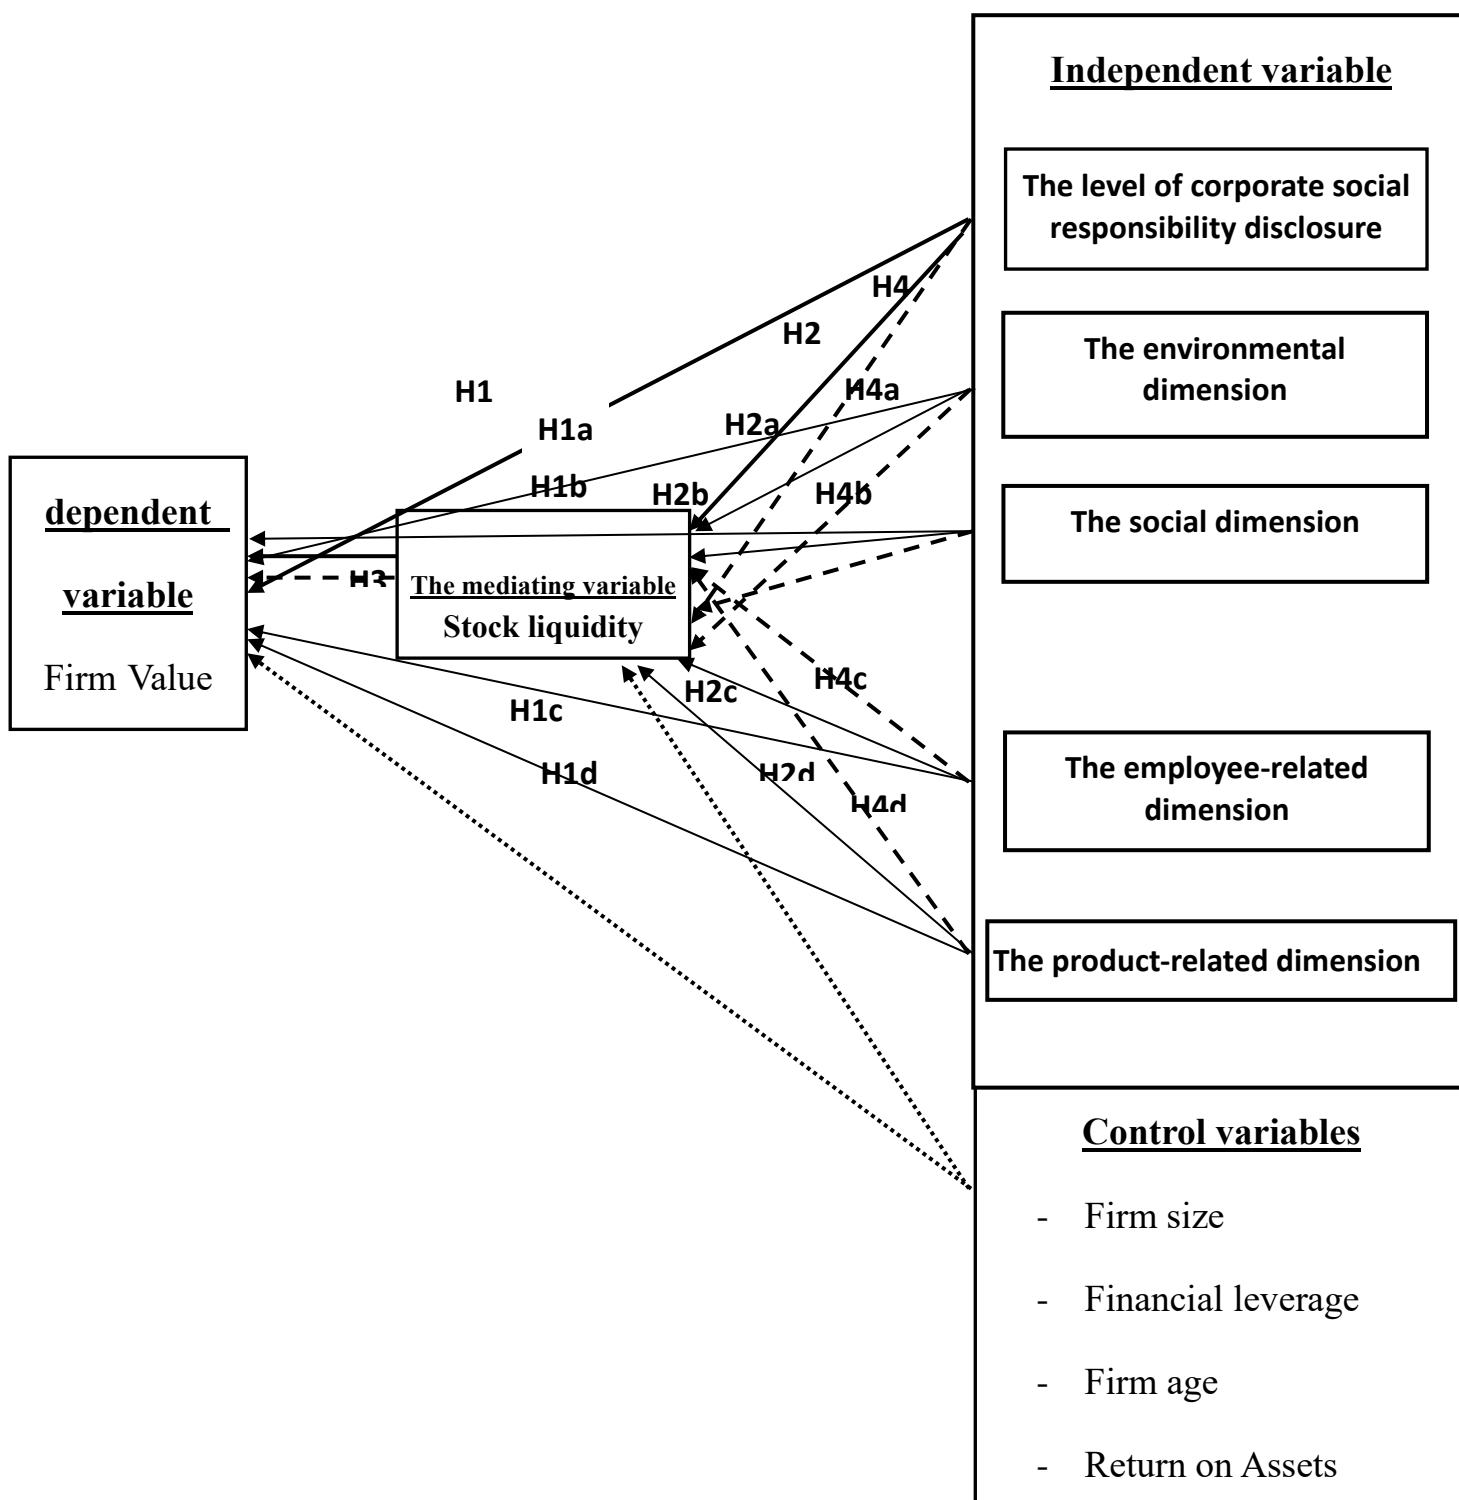 Independent variable
The level of corporate social
responsibility disclosure
The environmental
dimension
The social dimension
The employee-related
dimension
The product-related dimension
Control variables
- Firm size
- Financial leverage
- Firm age
- Return on Assets
H4
H2
H1
H4a
H1a
H2a
H1b
H2b
H4b
H3
H4c
H2c
H1c
H1d
H2d
H4d
The mediating variable
Stock liquidity
dependent
variable
Firm Value